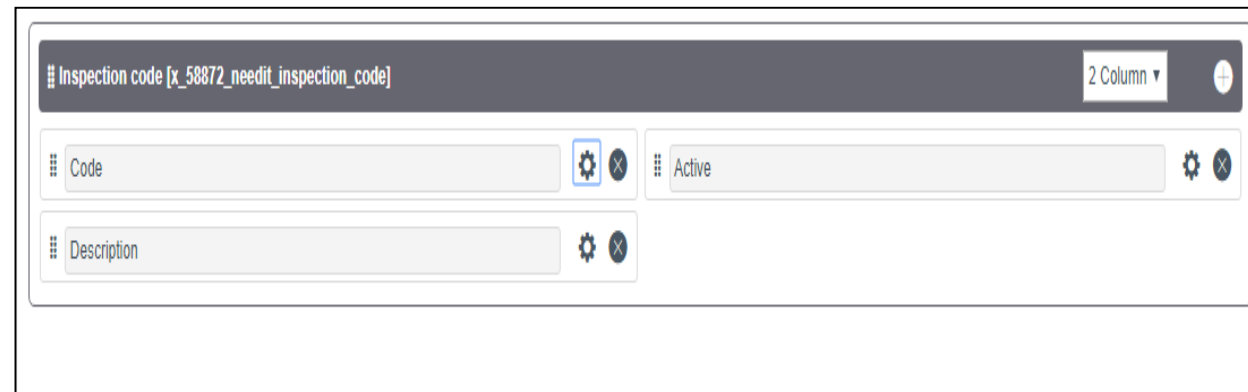 Inspection code [x_58872_needit_inspection_code]
2 Column
Code
Active
Description